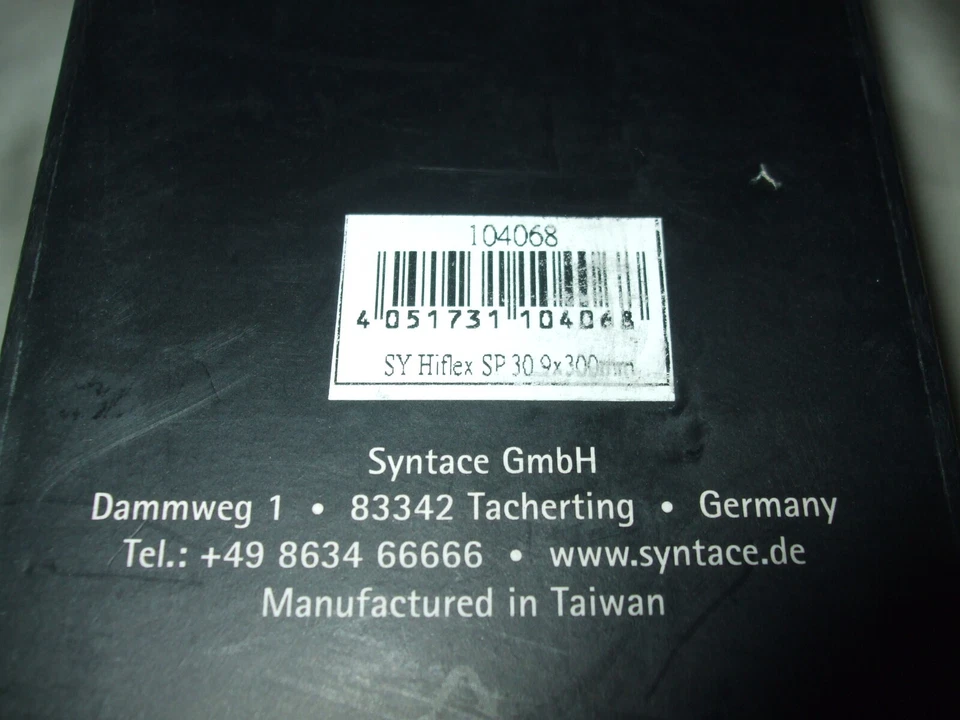 104068
4 051731 104068
SY Hiflex SP 30.9x300mm
Syntace GmbH
Dammweg 1 • 83342 Tacherting • Germany
Tel.: +49 8634 66666 • www.syntace.de
Manufactured in Taiwan